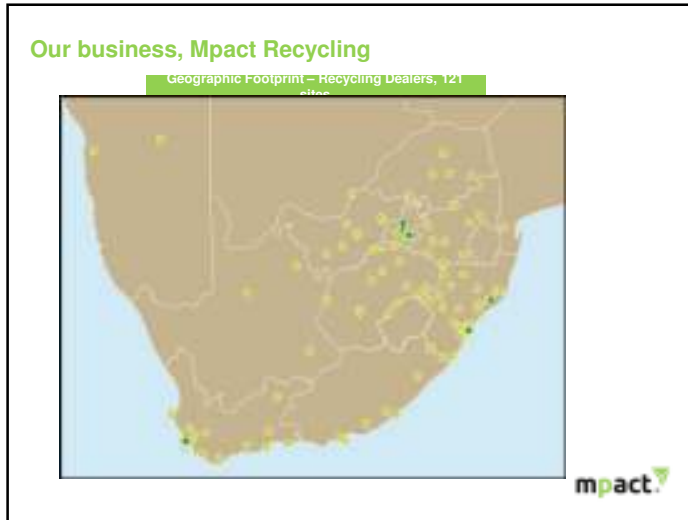 Our business, Mpact Recycling
Geographic Footprint – Recycling Dealers, 121
sites
mpact